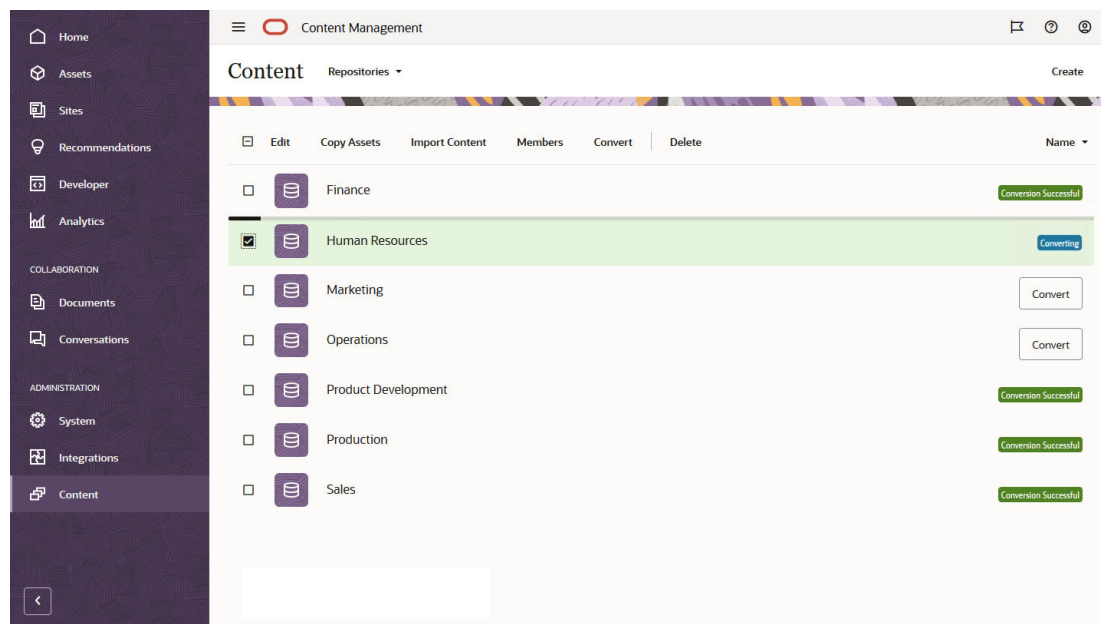 Home
Assets
Sites
Recommendations
Developer
Analytics
COLLABORATION
Documents
Conversations
ADMINISTRATION
System
Integrations
Content
Content Management
Content Repositories Create
Edit Copy Assets Import Content Members Convert Delete Name
Finance Conversion Successful
Human Resources Converting
Marketing Convert
Operations Convert
Product Development Conversion Successful
Production Conversion Successful
Sales Conversion Successful